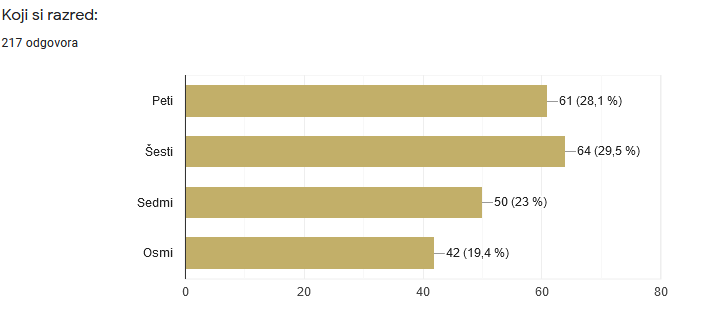 Koji si razred:
217 odgovora
Peti 61 (28,1 %)
Šesti 64 (29,5 %)
Sedmi 50 (23 %)
Osmi 42 (19,4 %)
0 20 40 60 80